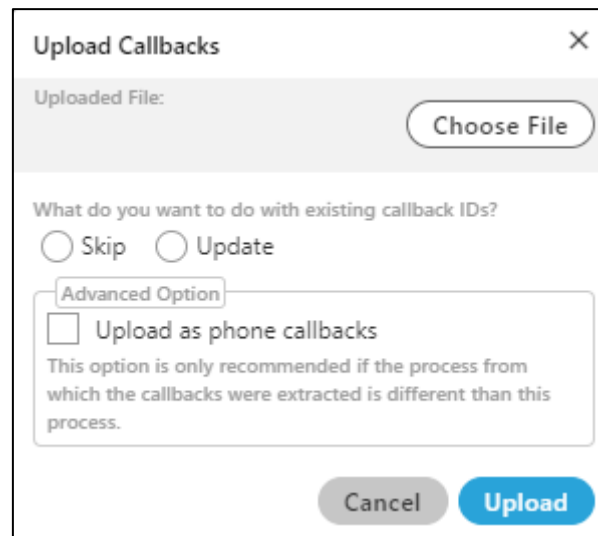 Upload Callbacks
Uploaded File:
Choose File
What do you want to do with existing callback IDs?
Skip Update
Advanced Option
Upload as phone callbacks
This option is only recommended if the process from
which the callbacks were extracted is different than this
process.
Cancel Upload